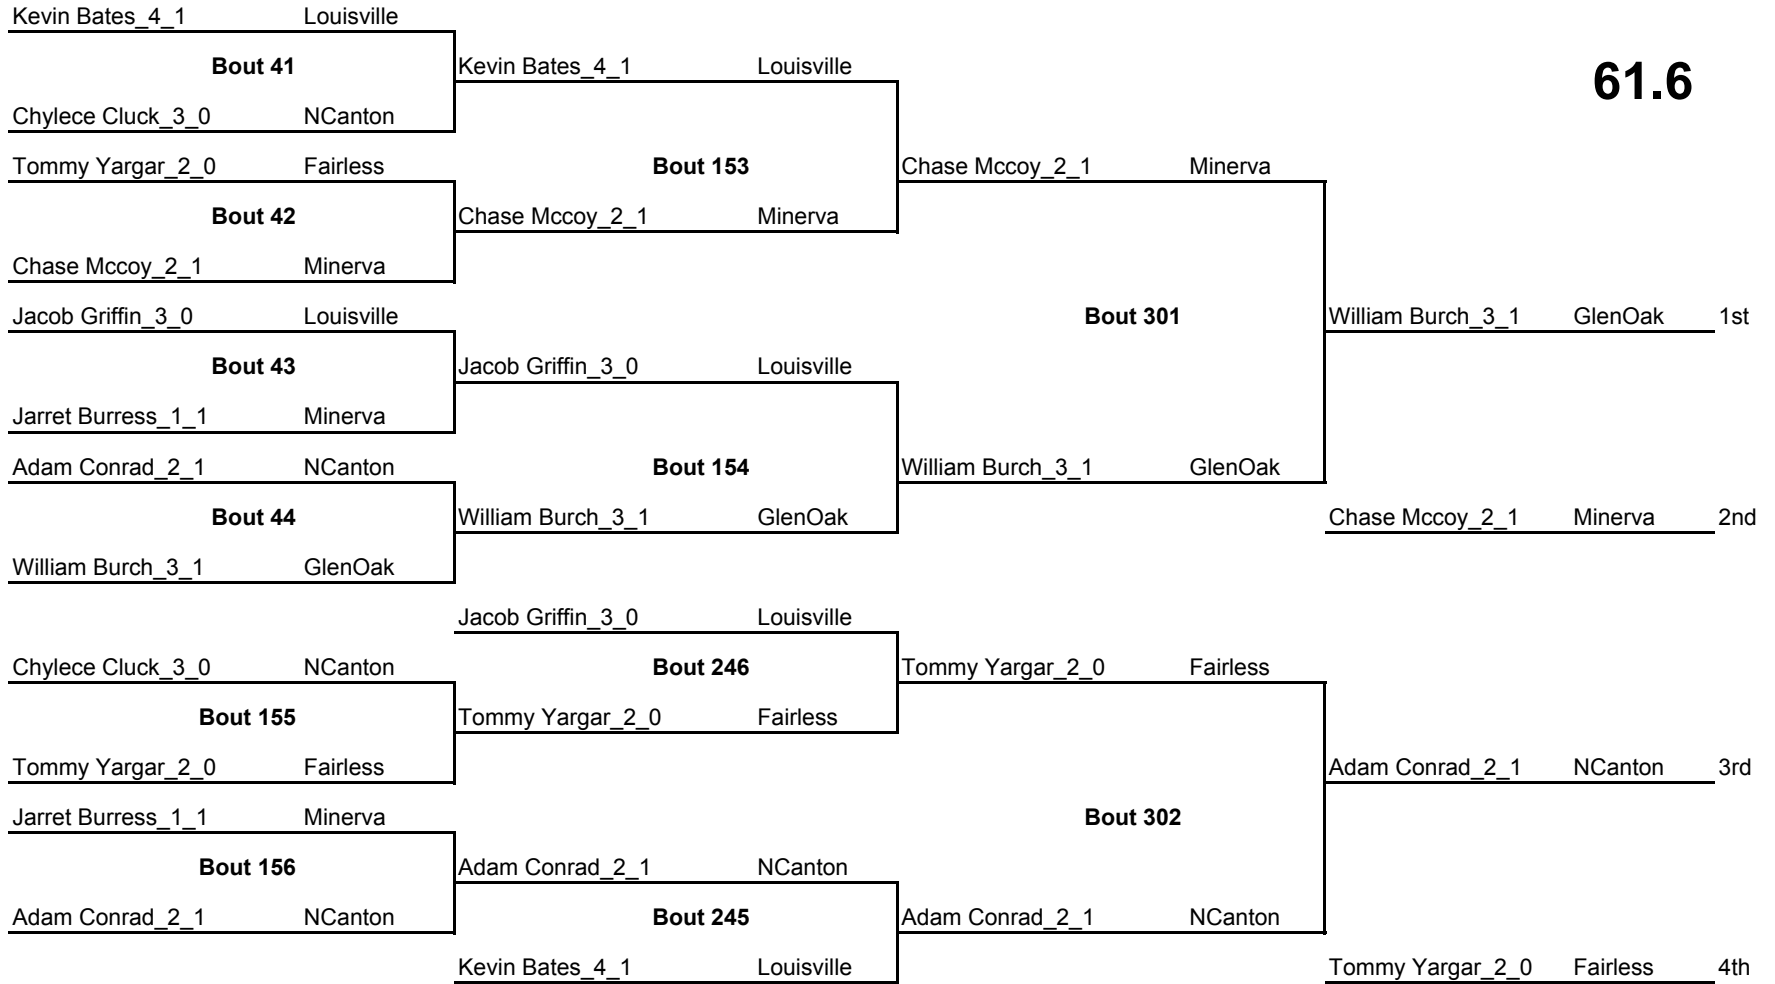 Kevin Bates_4_1 Louisville
Bout 41 Kevin Bates_4_1 Louisville 61.6
Chylece Cluck_3_0 NCanton
Tommy Yargar_2_0 Fairless Bout 153 Chase Mccoy_2_1 Minerva
Bout 42 Chase Mccoy_2_1 Minerva
Chase Mccoy_2_1 Minerva
Jacob Griffin_3_0 Louisville Bout 301 William Burch_3_1 GlenOak 1st
Bout 43 Jacob Griffin_3_0 Louisville
Jarret Burress_1_1 Minerva
Adam Conrad_2_1 NCanton Bout 154 William Burch_3_1 GlenOak
Bout 44 William Burch_3_1 GlenOak Chase Mccoy_2_1 Minerva 2nd
William Burch_3_1 GlenOak
Jacob Griffin_3_0 Louisville
Chylece Cluck_3_0 NCanton Bout 246 Tommy Yargar_2_0 Fairless
Bout 155 Tommy Yargar_2_0 Fairless
Tommy Yargar_2_0 Fairless Adam Conrad_2_1 NCanton 3rd
Jarret Burress_1_1 Minerva Bout 302
Bout 156 Adam Conrad_2_1 NCanton
Adam Conrad_2_1 NCanton Bout 245 Adam Conrad_2_1 NCanton
Kevin Bates_4_1 Louisville Tommy Yargar_2_0 Fairless 4th